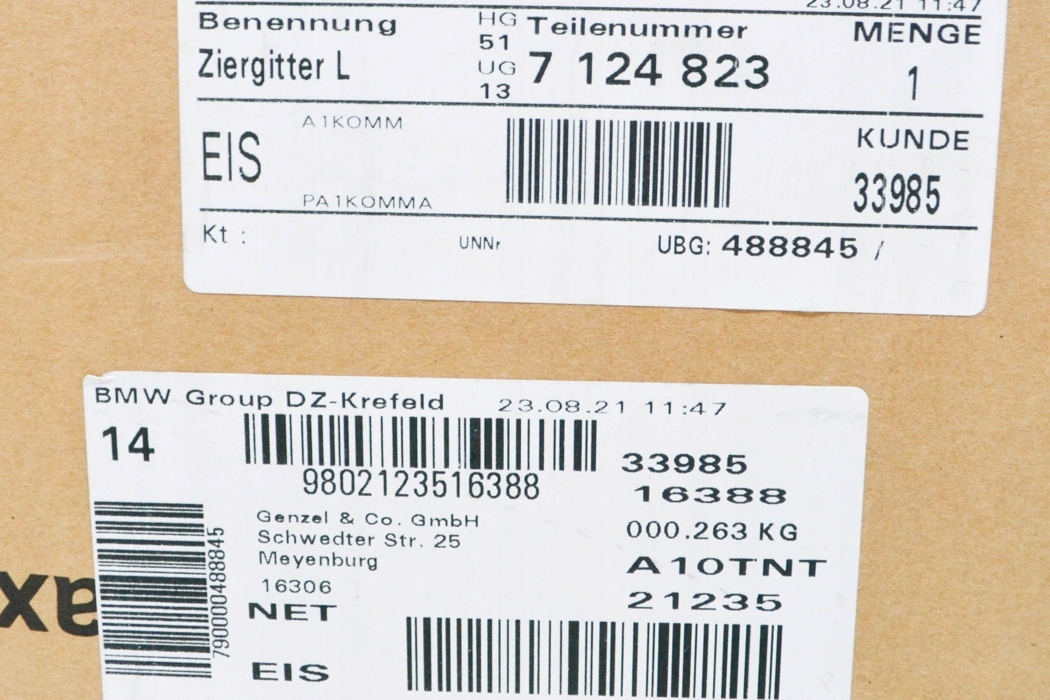 23.08.21 11:47
Benennung HG Teilenummer MENGE
51
Ziergitter L UG 7 124 823 1
13
A1KOMM
EIS KUNDE
33985
PA1KOMMA
Kt : UNNr UBG: 488845 /
BMW Group DZ-Krefeld 23.08.21 11:47
14
33985
9802123516388
16388
Genzel & Co. GmbH
000.263 KG
Schwedter Str. 25
Meyenburg
A10TNT
16306
21235
NET
EIS
790000488845
ax